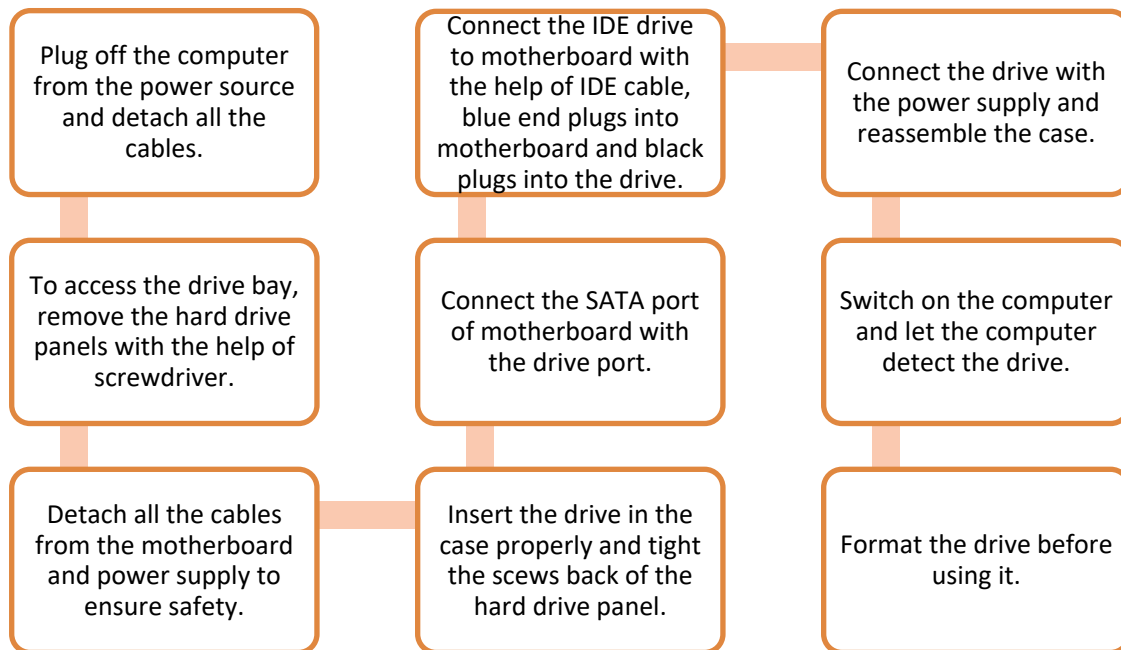 Plug off the computer
from the power source
and detach all the
cables.
To access the drive bay,
remove the hard drive
panels with the help of
screwdriver.
Detach all the cables
from the motherboard
and power supply to
ensure safety.
Insert the drive in the
case properly and tight
the scews back of the
hard drive panel.
Connect the SATA port
of motherboard with
the drive port.
Connect the IDE drive
to motherboard with
the help of IDE cable,
blue end plugs into
motherboard and black
plugs into the drive.
Connect the drive with
the power supply and
reassemble the case.
Switch on the computer
and let the computer
detect the drive.
Format the drive before
using it.